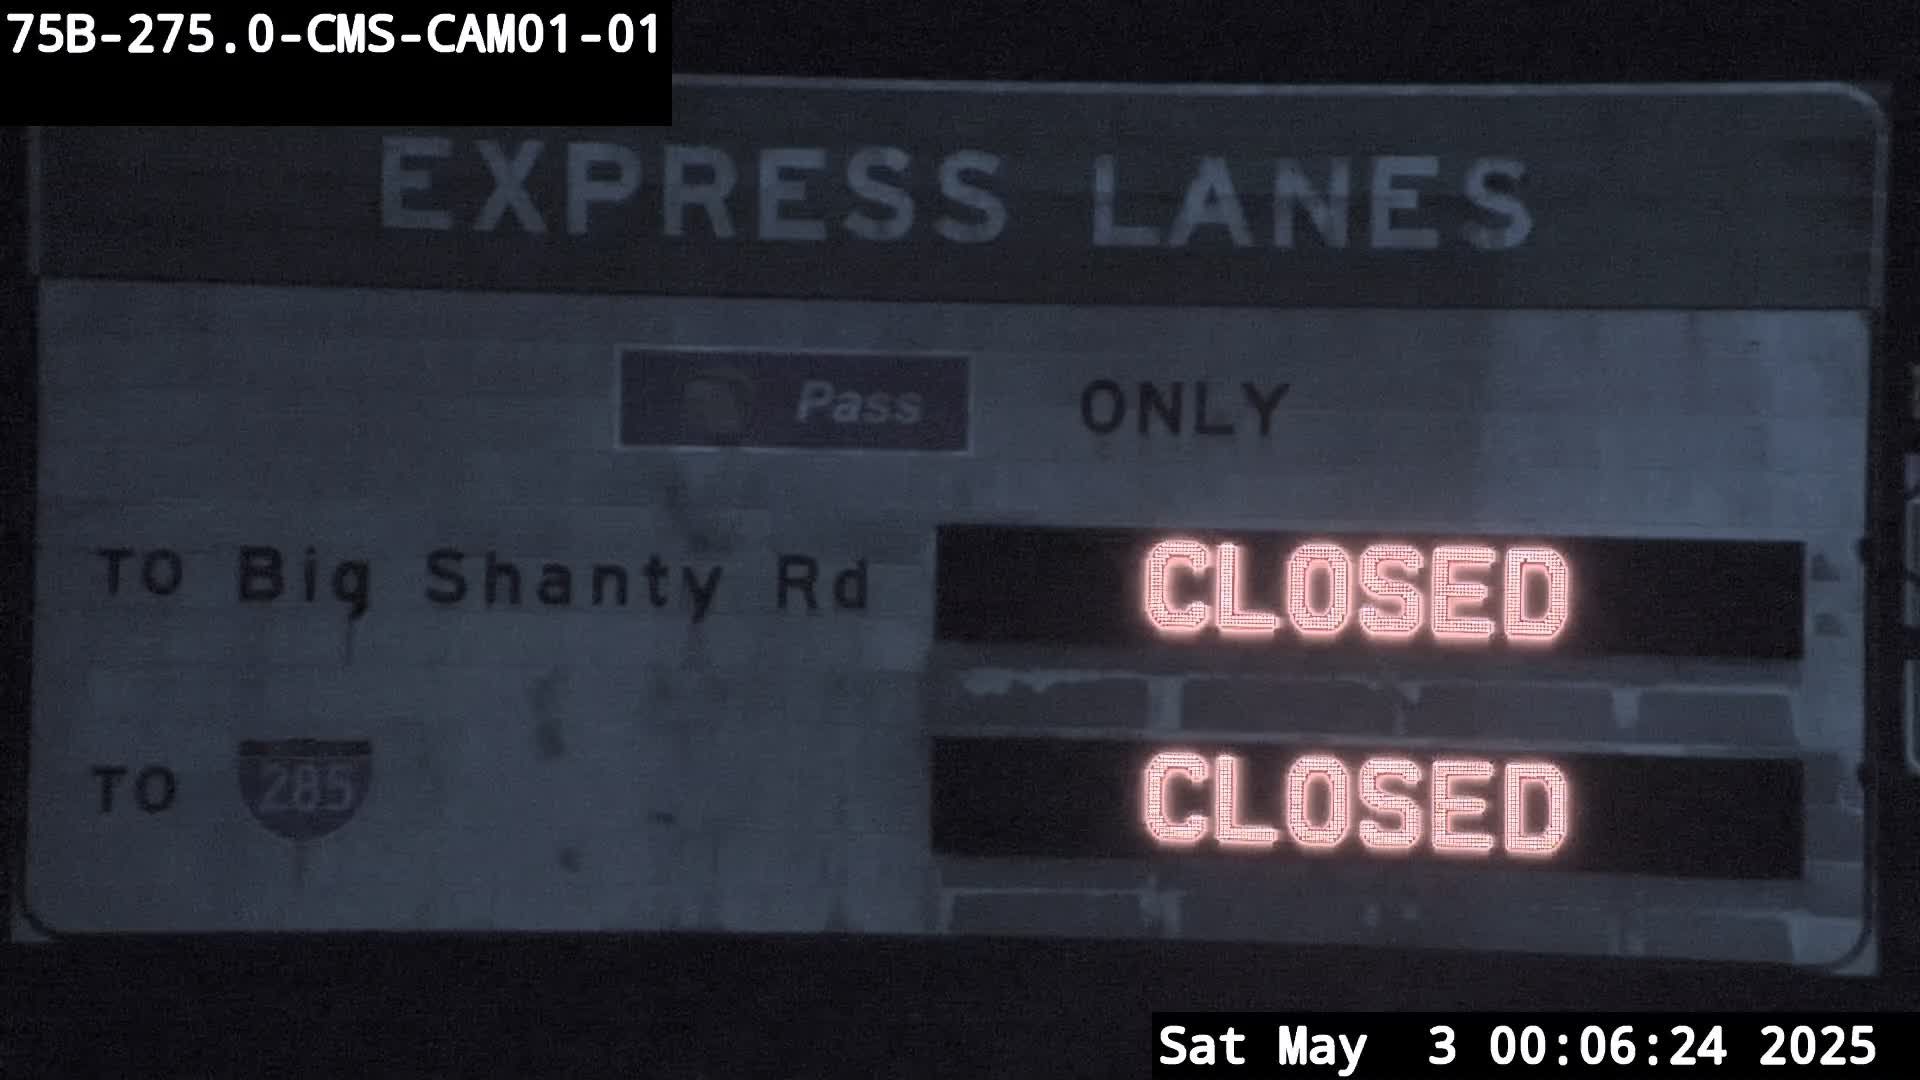 75B-275.0-CMS-CAM01-01
EXPRESS LANES
Pass ONLY
TO Big Shanty Rd CLOSED
TO 285 CLOSED
Sat May 3 00:06:24 2025